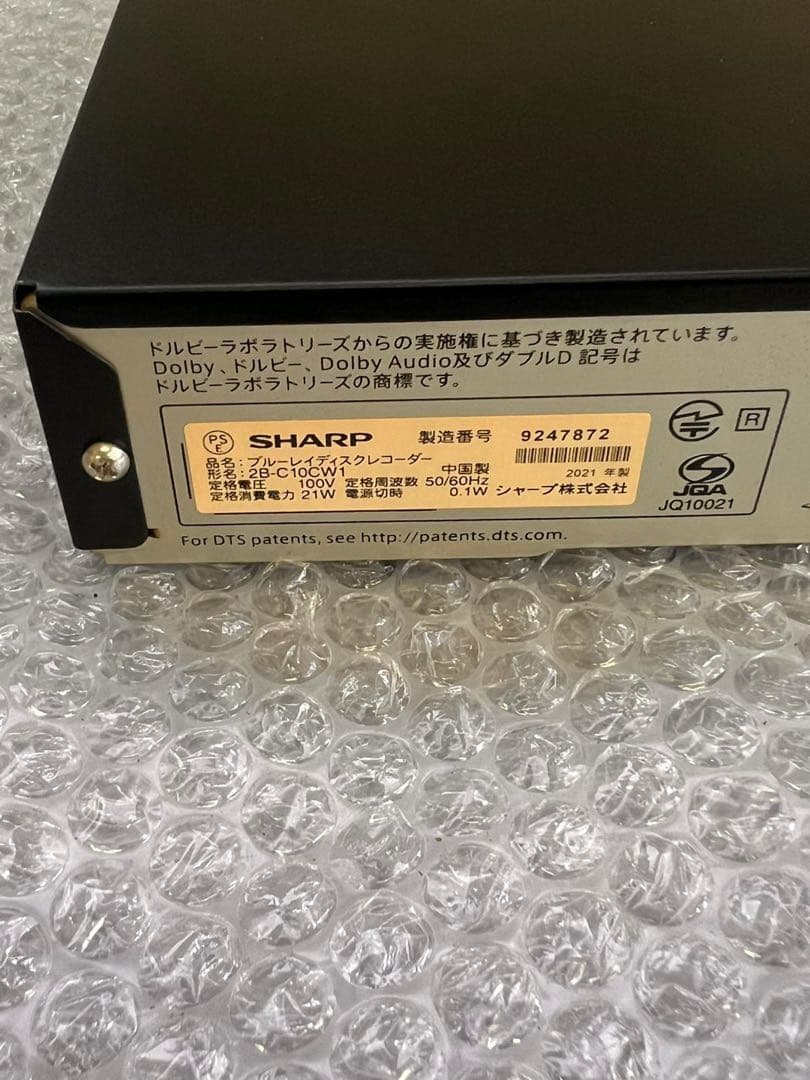 ドルビーラボラトリーズからの実施権に基づき製造されています。
Dolby、ドルビー、Dolby Audio及びダブルD 記号は
ドルビーラボラトリーズの商標です。
PS
E
SHARP 製造番号 9247872
品名:ブルーレイディスクレコーダー
形名:2B-C10CW1 中国製 2021 年製
定格電圧 100V 定格周波数 50/60Hz
定格消費電力 21W 電源切時 0.1W シャープ株式会社
R
JQA
JQ10021
For DTS patents, see http://patents.dts.com.